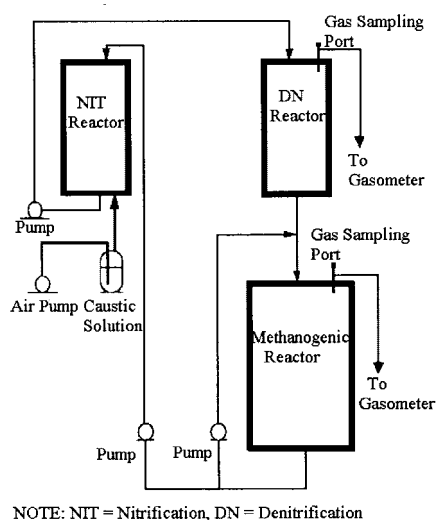 Gas Sampling
Port
NIT
Reactor
DN
Reactor
To
Gasometer
Pump
Gas Sampling
Port
Air Pump Caustic
Solution
Methanogenic
Reactor
To
Gasometer
Pump
Pump
NOTE: NIT = Nitrification, DN = Denitrification